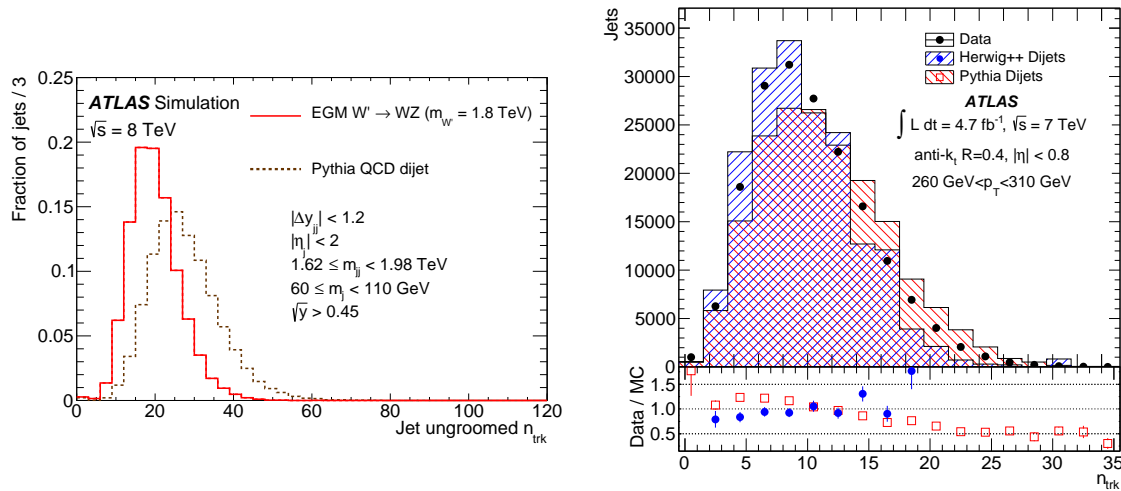 Fraction of jets / 3
0.25
0.2
0.15
0.1
0.05
0
ATLAS Simulation
√s = 8 TeV
EGM W' → WZ (m_W' = 1.8 TeV)
Pythia QCD dijet
|Δy_jj| < 1.2
|η_j| < 2
1.62 ≤ m_jj < 1.98 TeV
60 ≤ m_j < 110 GeV
√y > 0.45
0 20 40 60 80 100 120
Jet ungroomed n_trk
Jets
35000
30000
25000
20000
15000
10000
5000
0
Data
Herwig++ Dijets
Pythia Dijets
ATLAS
∫ L dt = 4.7 fb⁻¹, √s = 7 TeV
anti-k_t R=0.4, |η| < 0.8
260 GeV<p_T<310 GeV
Data / MC
1.5
1.0
0.5
0 5 10 15 20 25 30 35
n_trk